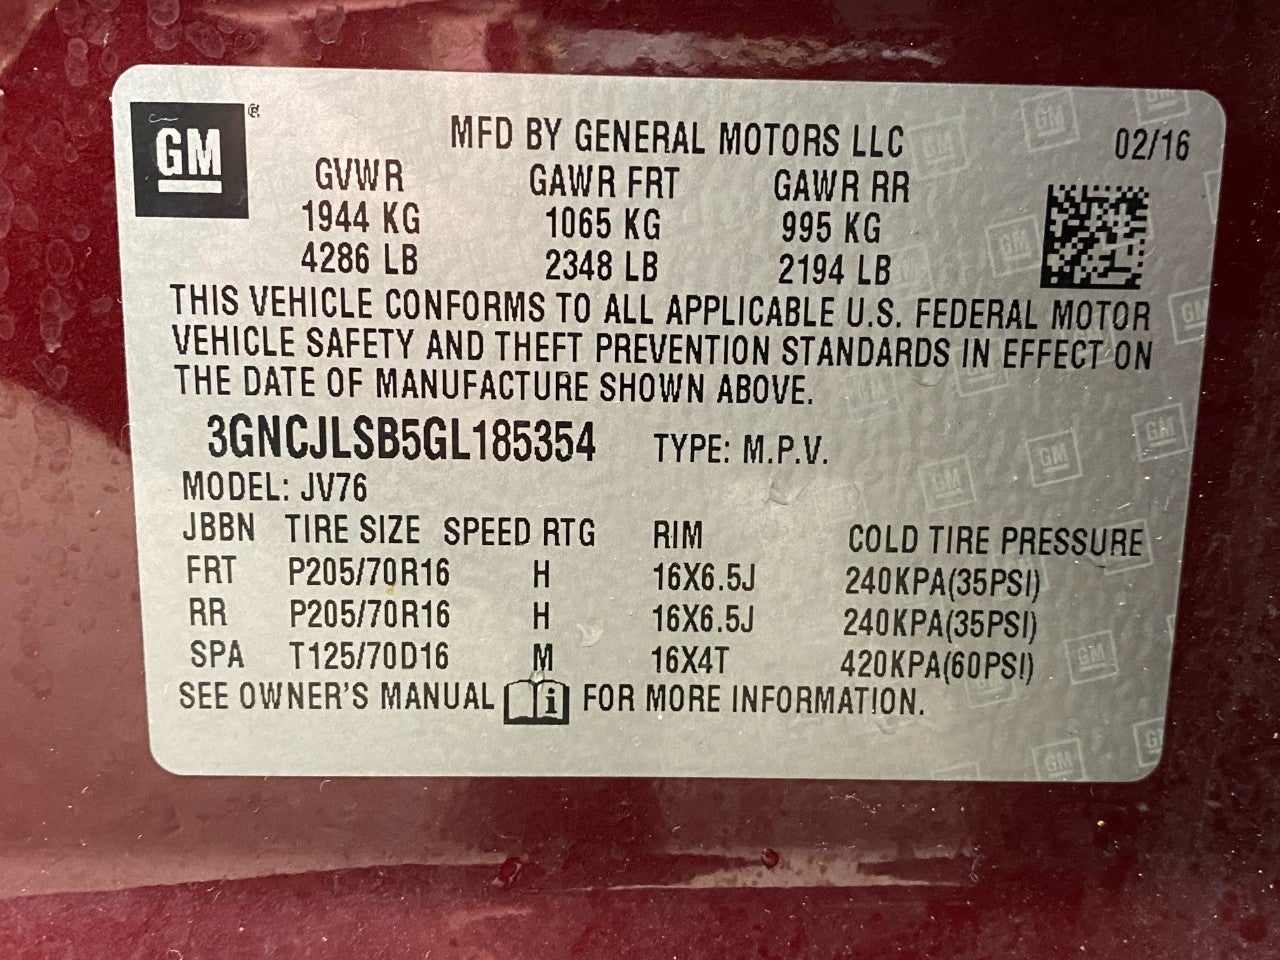 GM
MFD BY GENERAL MOTORS LLC 02/16
GVWR GAWR FRT GAWR RR
1944 KG 1065 KG 995 KG
4286 LB 2348 LB 2194 LB
THIS VEHICLE CONFORMS TO ALL APPLICABLE U.S. FEDERAL MOTOR
VEHICLE SAFETY AND THEFT PREVENTION STANDARDS IN EFFECT ON
THE DATE OF MANUFACTURE SHOWN ABOVE.
3GNCJLSB5GL185354 TYPE: M.P.V.
MODEL: JV76
JBBN TIRE SIZE SPEED RTG RIM COLD TIRE PRESSURE
FRT P205/70R16 H 16X6.5J 240KPA(35PSI)
RR P205/70R16 H 16X6.5J 240KPA(35PSI)
SPA T125/70D16 M 16X4T 420KPA(60PSI)
SEE OWNER'S MANUAL i FOR MORE INFORMATION.